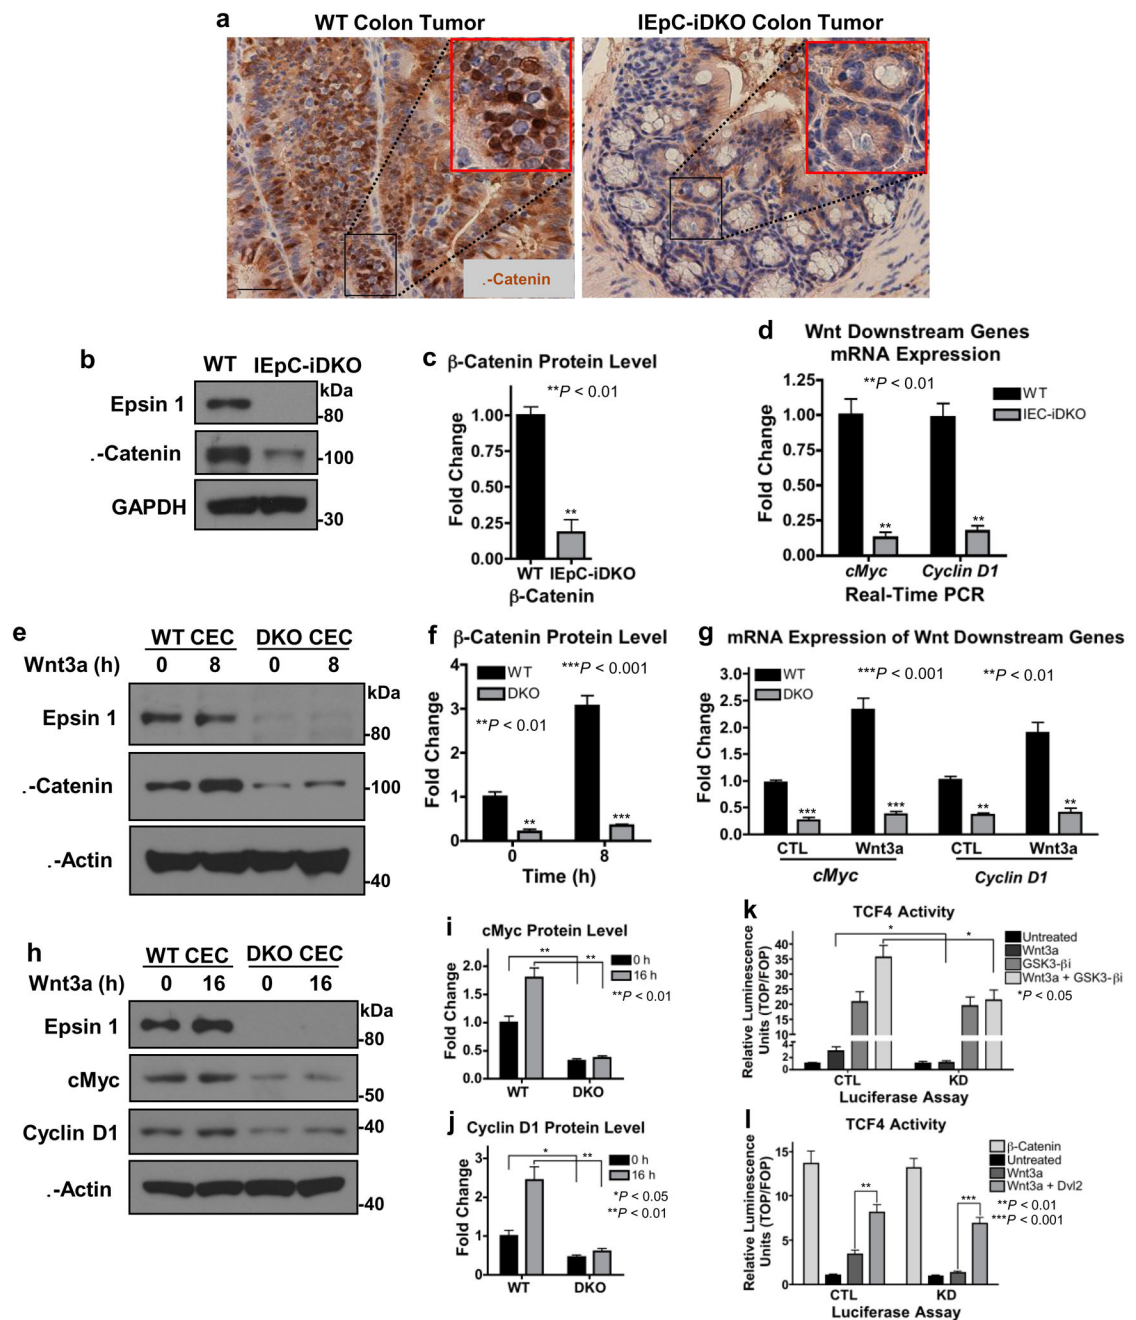 a
WT Colon Tumor
IEpC-iDKO Colon Tumor
.-Catenin
b
WT IEpC-iDKO
kDa
Epsin 1
-80
.-Catenin
-100
GAPDH
-30
c
β-Catenin Protein Level
**P < 0.01
Fold Change
1.00
0.75
0.50
0.25
0.00
**
WT IEpC-iDKO
β-Catenin
d
Wnt Downstream Genes
mRNA Expression
**P < 0.01
WT
IEC-iDKO
Fold Change
1.25
1.00
0.75
0.50
0.25
0.00
**
**
cMyc
Cyclin D1
Real-Time PCR
e
WT CEC DKO CEC
Wnt3a (h) 0 8 0 8
kDa
Epsin 1
-80
.-Catenin
-100
.-Actin
-40
f
β-Catenin Protein Level
WT
DKO
***P < 0.001
**P < 0.01
Fold Change
4
3
2
1
0
**
***
0 8
Time (h)
g
mRNA Expression of Wnt Downstream Genes
WT
DKO
***P < 0.001
**P < 0.01
Fold Change
3.0
2.5
2.0
1.5
1.0
0.5
0.0
***
***
**
**
CTL Wnt3a CTL Wnt3a
cMyc
Cyclin D1
h
WT CEC DKO CEC
Wnt3a (h) 0 16 0 16
kDa
Epsin 1
-80
cMyc
-50
Cyclin D1
-40
.-Actin
-40
i
cMyc Protein Level
**
**
0 h
16 h
**P < 0.01
Fold Change
2.0
1.5
1.0
0.5
0.0
WT DKO
j
Cyclin D1 Protein Level
*
**
0 h
16 h
*P < 0.05
**P < 0.01
Fold Change
3
2
1
0
WT DKO
k
TCF4 Activity
*
*
Untreated
Wnt3a
GSK3-βi
Wnt3a + GSK3-βi
*P < 0.05
Relative Luminescence
Units (TOP/FOP)
40
35
30
25
20
15
10
4
2
0
CTL KD
Luciferase Assay
l
TCF4 Activity
β-Catenin
Untreated
Wnt3a
Wnt3a + Dvl2
**P < 0.01
***P < 0.001
**
***
Relative Luminescence
Units (TOP/FOP)
15
10
5
0
CTL KD
Luciferase Assay